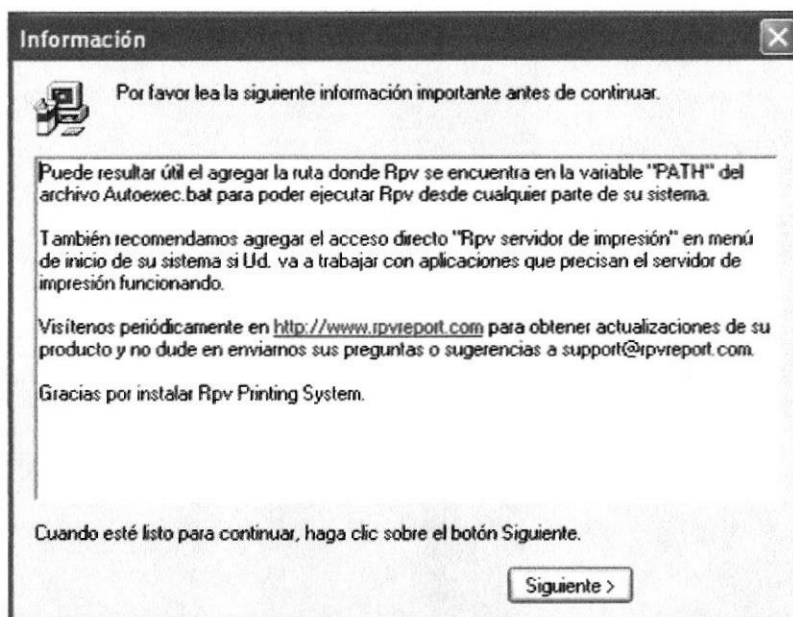 Información
Por favor lea la siguiente información importante antes de continuar.
Puede resultar útil el agregar la ruta donde Rpv se encuentra en la variable "PATH" del
archivo Autoexec.bat para poder ejecutar Rpv desde cualquier parte de su sistema.
También recomendamos agregar el acceso directo "Rpv servidor de impresión" en menú
de inicio de su sistema si Ud. va a trabajar con aplicaciones que precisan el servidor de
impresión funcionando.
Visítenos periódicamente en http://www.rpvreport.com para obtener actualizaciones de su
producto y no dude en enviarnos sus preguntas o sugerencias a support@rpvreport.com.
Gracias por instalar Rpv Printing System.
Cuando esté listo para continuar, haga clic sobre el botón Siguiente.
Siguiente >